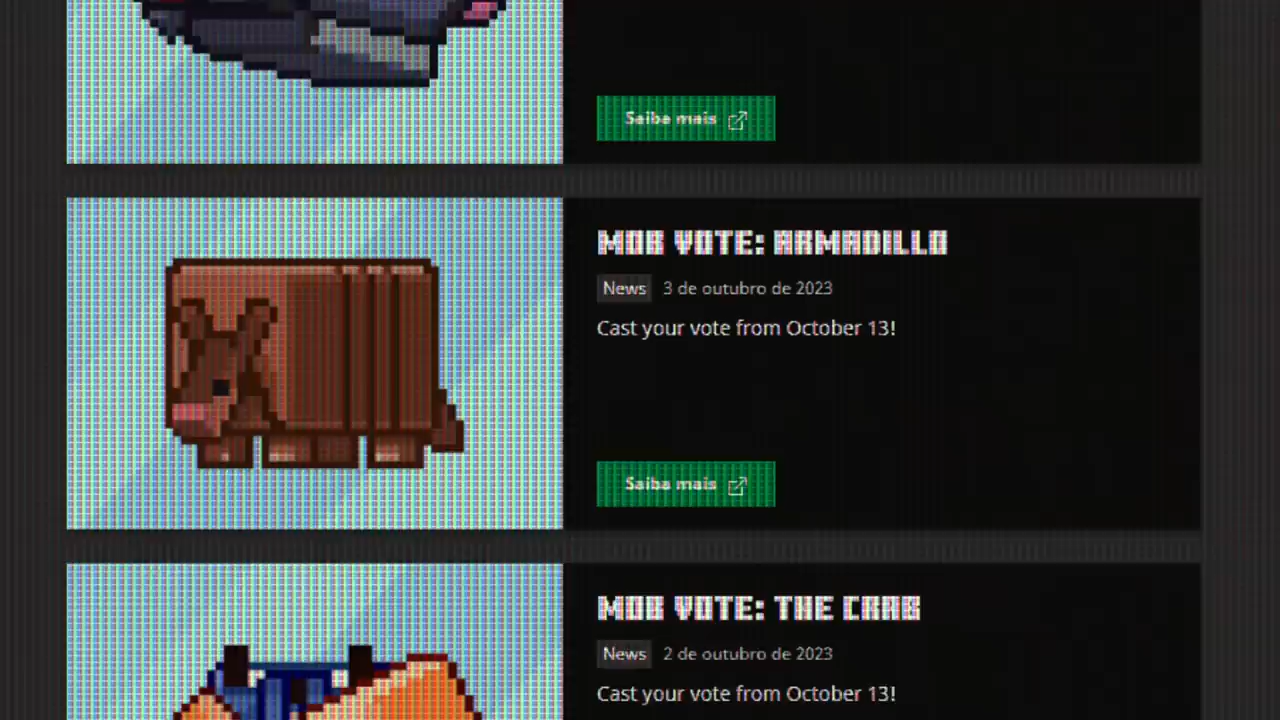 Saiba mais
MOB VOTE: ARMADILLO
News 3 de outubro de 2023
Cast your vote from October 13!
Saiba mais
MOB VOTE: THE CRAB
News 2 de outubro de 2023
Cast your vote from October 13!